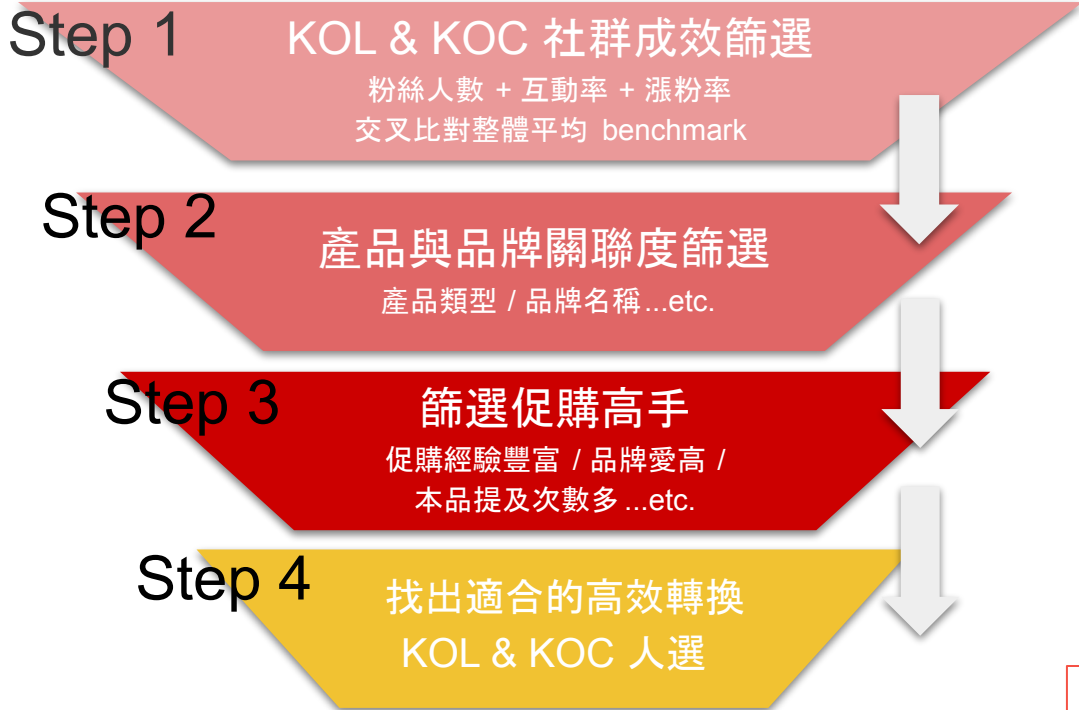 Step 1
KOL & KOC 社群成效篩選
粉絲人數 + 互動率 + 漲粉率
交叉比對整體平均 benchmark
Step 2
產品與品牌關聯度篩選
產品類型 / 品牌名稱...etc.
Step 3
篩選促購高手
促購經驗豐富 / 品牌愛高 /
本品提及次數多...etc.
Step 4
找出適合的高效轉換
KOL & KOC 人選